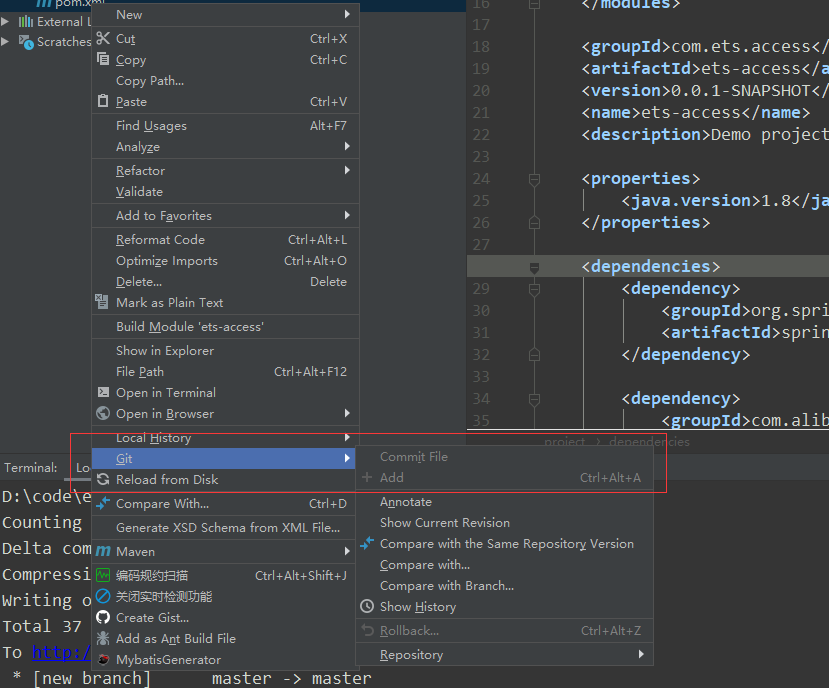 pom.xml
External L
Scratches
New
Cut Ctrl+X
Copy Ctrl+C
Copy Path...
Paste Ctrl+V
Find Usages Alt+F7
Analyze
Refactor
Validate
Add to Favorites
Reformat Code Ctrl+Alt+L
Optimize Imports Ctrl+Alt+O
Delete... Delete
Mark as Plain Text
Build Module 'ets-access'
Show in Explorer
File Path Ctrl+Alt+F12
Open in Terminal
Open in Browser
Local History
Git
Reload from Disk
Compare With... Ctrl+D
Generate XSD Schema from XML File...
Maven
编码规约扫描 Ctrl+Alt+Shift+J
关闭实时检测功能
Create Gist...
Add as Ant Build File
MybatisGenerator
Commit File
Add Ctrl+Alt+A
Annotate
Show Current Revision
Compare with the Same Repository Version
Compare with...
Compare with Branch...
Show History
Rollback... Ctrl+Alt+Z
Repository
16 </modules>
17
18 <groupId>com.ets.access</
19 <artifactId>ets-access</a
20 <version>0.0.1-SNAPSHOT</
21 <name>ets-access</name>
22 <description>Demo project
23
24 <properties>
25 <java.version>1.8</ja
26 </properties>
27
<dependencies>
29 <dependency>
30 <groupId>org.spri
31 <artifactId>sprin
32 </dependency>
33
34 <dependency>
35 <groupId>com.alib
project › dependencies
Terminal: Lo
D:\code\e
Counting
Delta com
Compressi
Writing o
Total 37
To http:/
* [new branch] master -> master